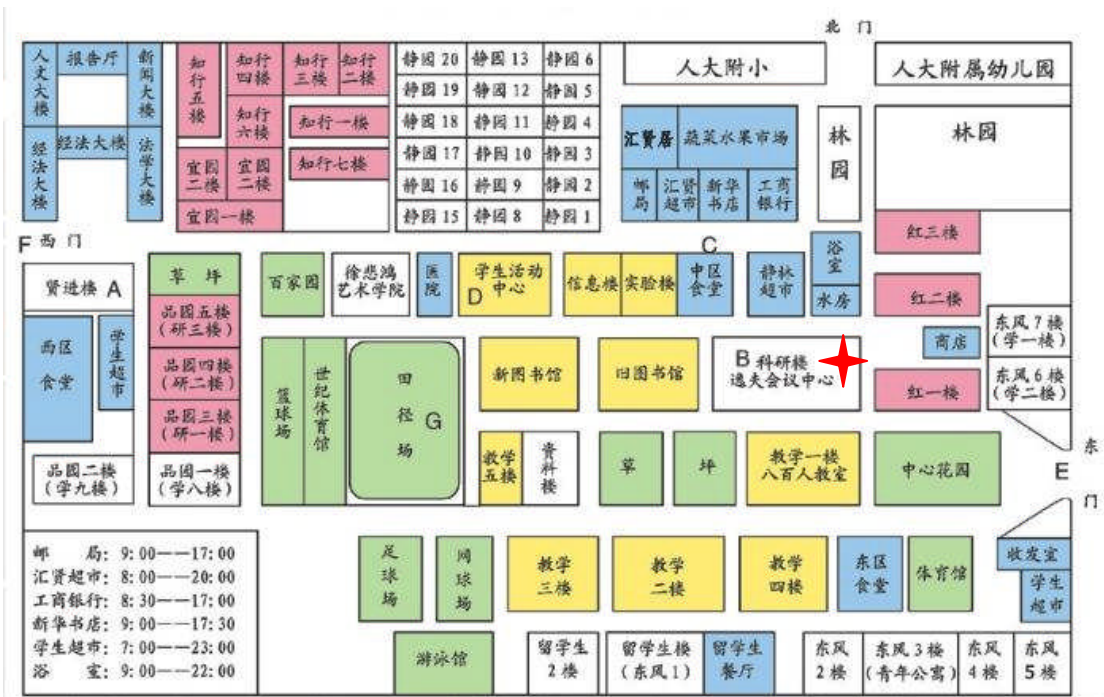 北 门
人文大楼
报告厅
新闻大楼
知行五楼
知行
四楼
知行
三楼
知行
二楼
静园 20
静园 13
静园 6
人大附小
人大附属幼儿园
静园 19
静园 12
静园 5
经法大楼
经法大楼
法学大楼
知行
六楼
知行一楼
静园 18
静园 11
静园 4
汇贤居
蔬菜水果市场
林园
林园
宜园
二楼
宜园
二楼
知行七楼
静园 17
静园 10
静园 3
静园 16
静园 9
静园 2
邮局
汇贤
超市
新华
书店
工商
银行
宜园一楼
静园 15
静园 8
静园 1
红三楼
F 西 门
C
贤进楼 A
草 坪
百家园
徐悲鸿
艺术学院
医院
学生活动
D 中心
信息楼
实验楼
中区
食堂
静林
超市
浴室
水房
红二楼
品园五楼
(研三楼)
东风 7 楼
(学一楼)
西区
食堂
学生超市
品园四楼
(研二楼)
篮球场
世纪体育馆
田径场
G
新图书馆
旧图书馆
B 科研楼
逸夫会议中心
商店
红一楼
东风 6 楼
(学二楼)
品园三楼
(研一楼)
品园二楼
(学九楼)
品园一楼
(学八楼)
教学
五楼
资料楼
草
坪
教学一楼
八百人教室
中心花园
东
E
门
邮 局: 9:00——17:00
汇贤超市: 8:00——20:00
工商银行: 8:30——17:00
新华书店: 9:00——17:30
学生超市: 7:00——23:00
浴 室: 9:00——22:00
足球场
网球场
教学
三楼
教学
二楼
教学
四楼
东区
食堂
体育馆
收发室
学生
超市
游泳馆
留学生
2 楼
留学生楼
(东风1)
留学生
餐厅
东风
2 楼
东风 3 楼
(青年公寓)
东风
4 楼
东风
5 楼